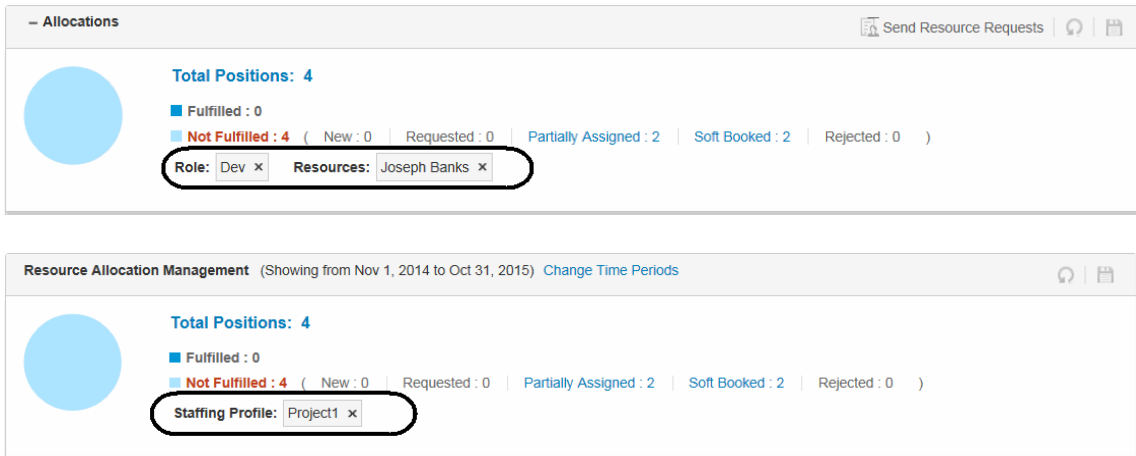 – Allocations Send Resource Requests
Total Positions: 4
Fulfilled : 0
Not Fulfilled : 4 ( New : 0 Requested : 0 Partially Assigned : 2 Soft Booked : 2 Rejected : 0 )
Role: Dev × Resources: Joseph Banks ×
Resource Allocation Management (Showing from Nov 1, 2014 to Oct 31, 2015) Change Time Periods
Total Positions: 4
Fulfilled : 0
Not Fulfilled : 4 ( New : 0 Requested : 0 Partially Assigned : 2 Soft Booked : 2 Rejected : 0 )
Staffing Profile: Project1 ×